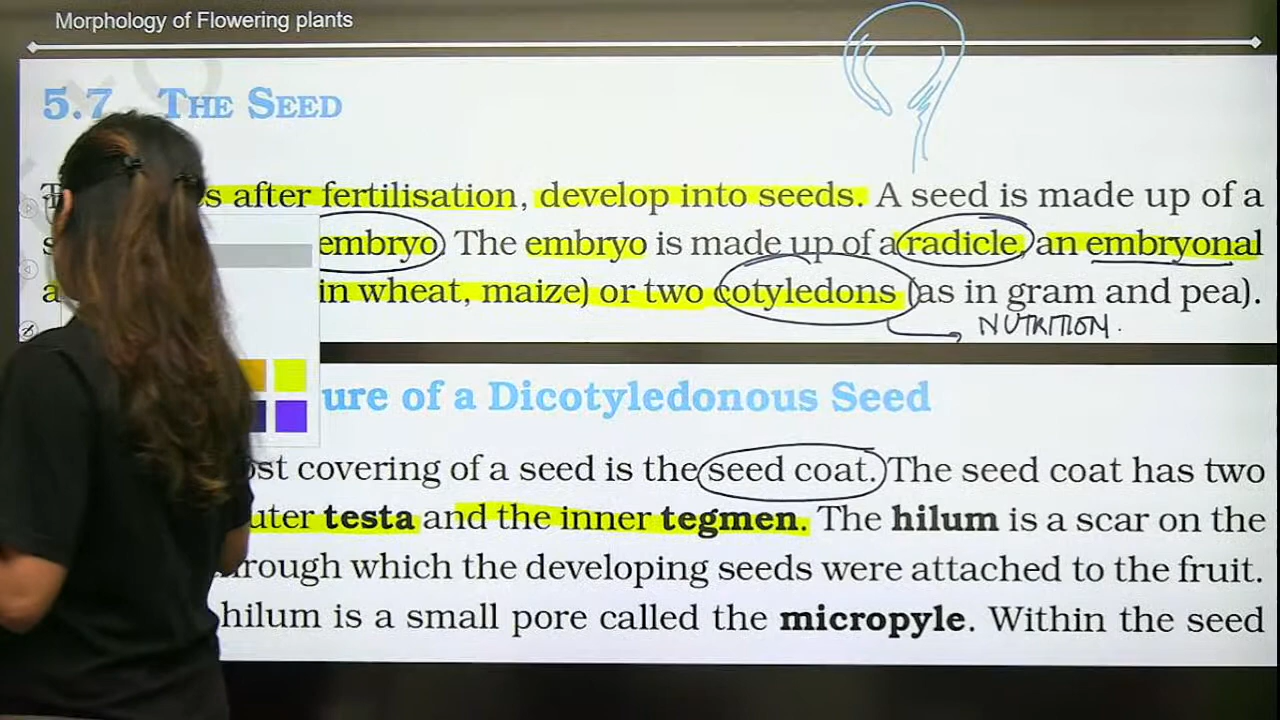 Morphology of Flowering plants
5.7 THE SEED
s after fertilisation, develop into seeds. A seed is made up of a
embryo. The embryo is made up of a radicle, an embryonal
in wheat, maize) or two cotyledons (as in gram and pea).
NUTRITION.
ure of a Dicotyledonous Seed
ost covering of a seed is the seed coat. The seed coat has two
uter testa and the inner tegmen. The hilum is a scar on the
hrough which the developing seeds were attached to the fruit.
hilum is a small pore called the micropyle. Within the seed